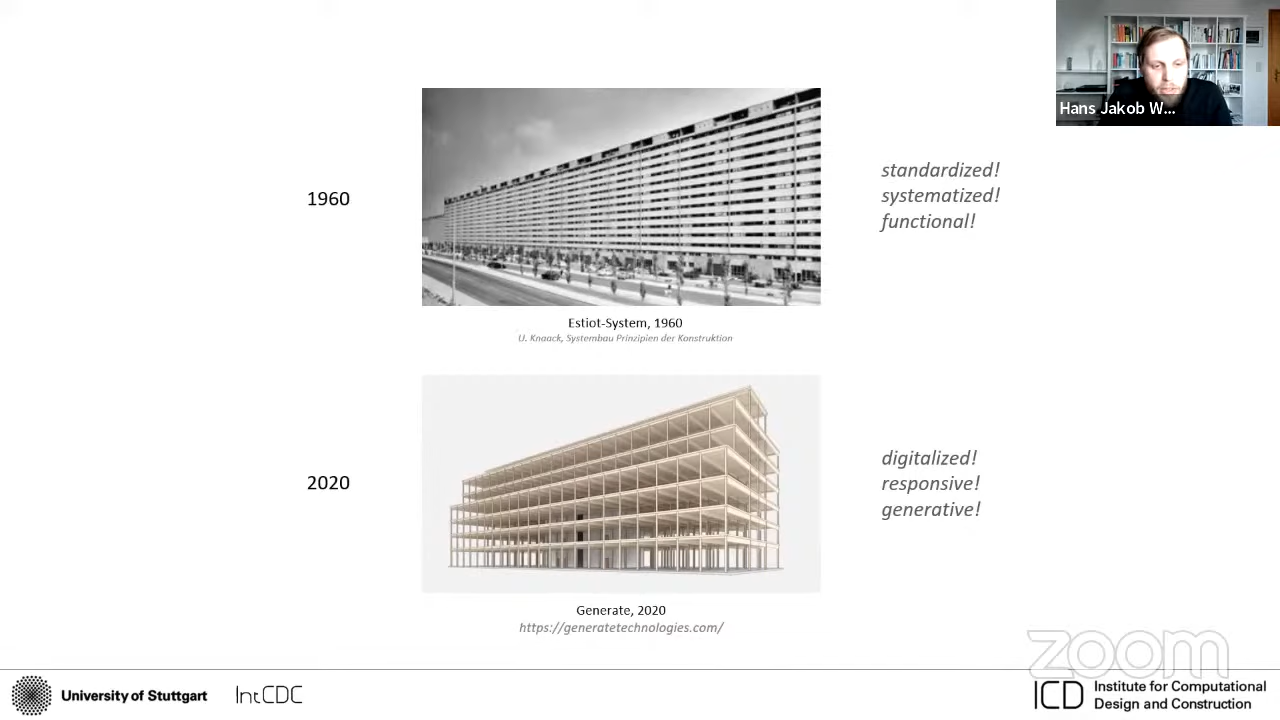 Hans Jakob W...
1960
standardized!
systematized!
functional!
Estiot-System, 1960
U. Knaack, Systembau Prinzipien der Konstruktion
2020
digitalized!
responsive!
generative!
Generate, 2020
https://generatetechnologies.com/
zoom
University of Stuttgart
IntCDC
ICD
Institute for Computational
Design and Construction